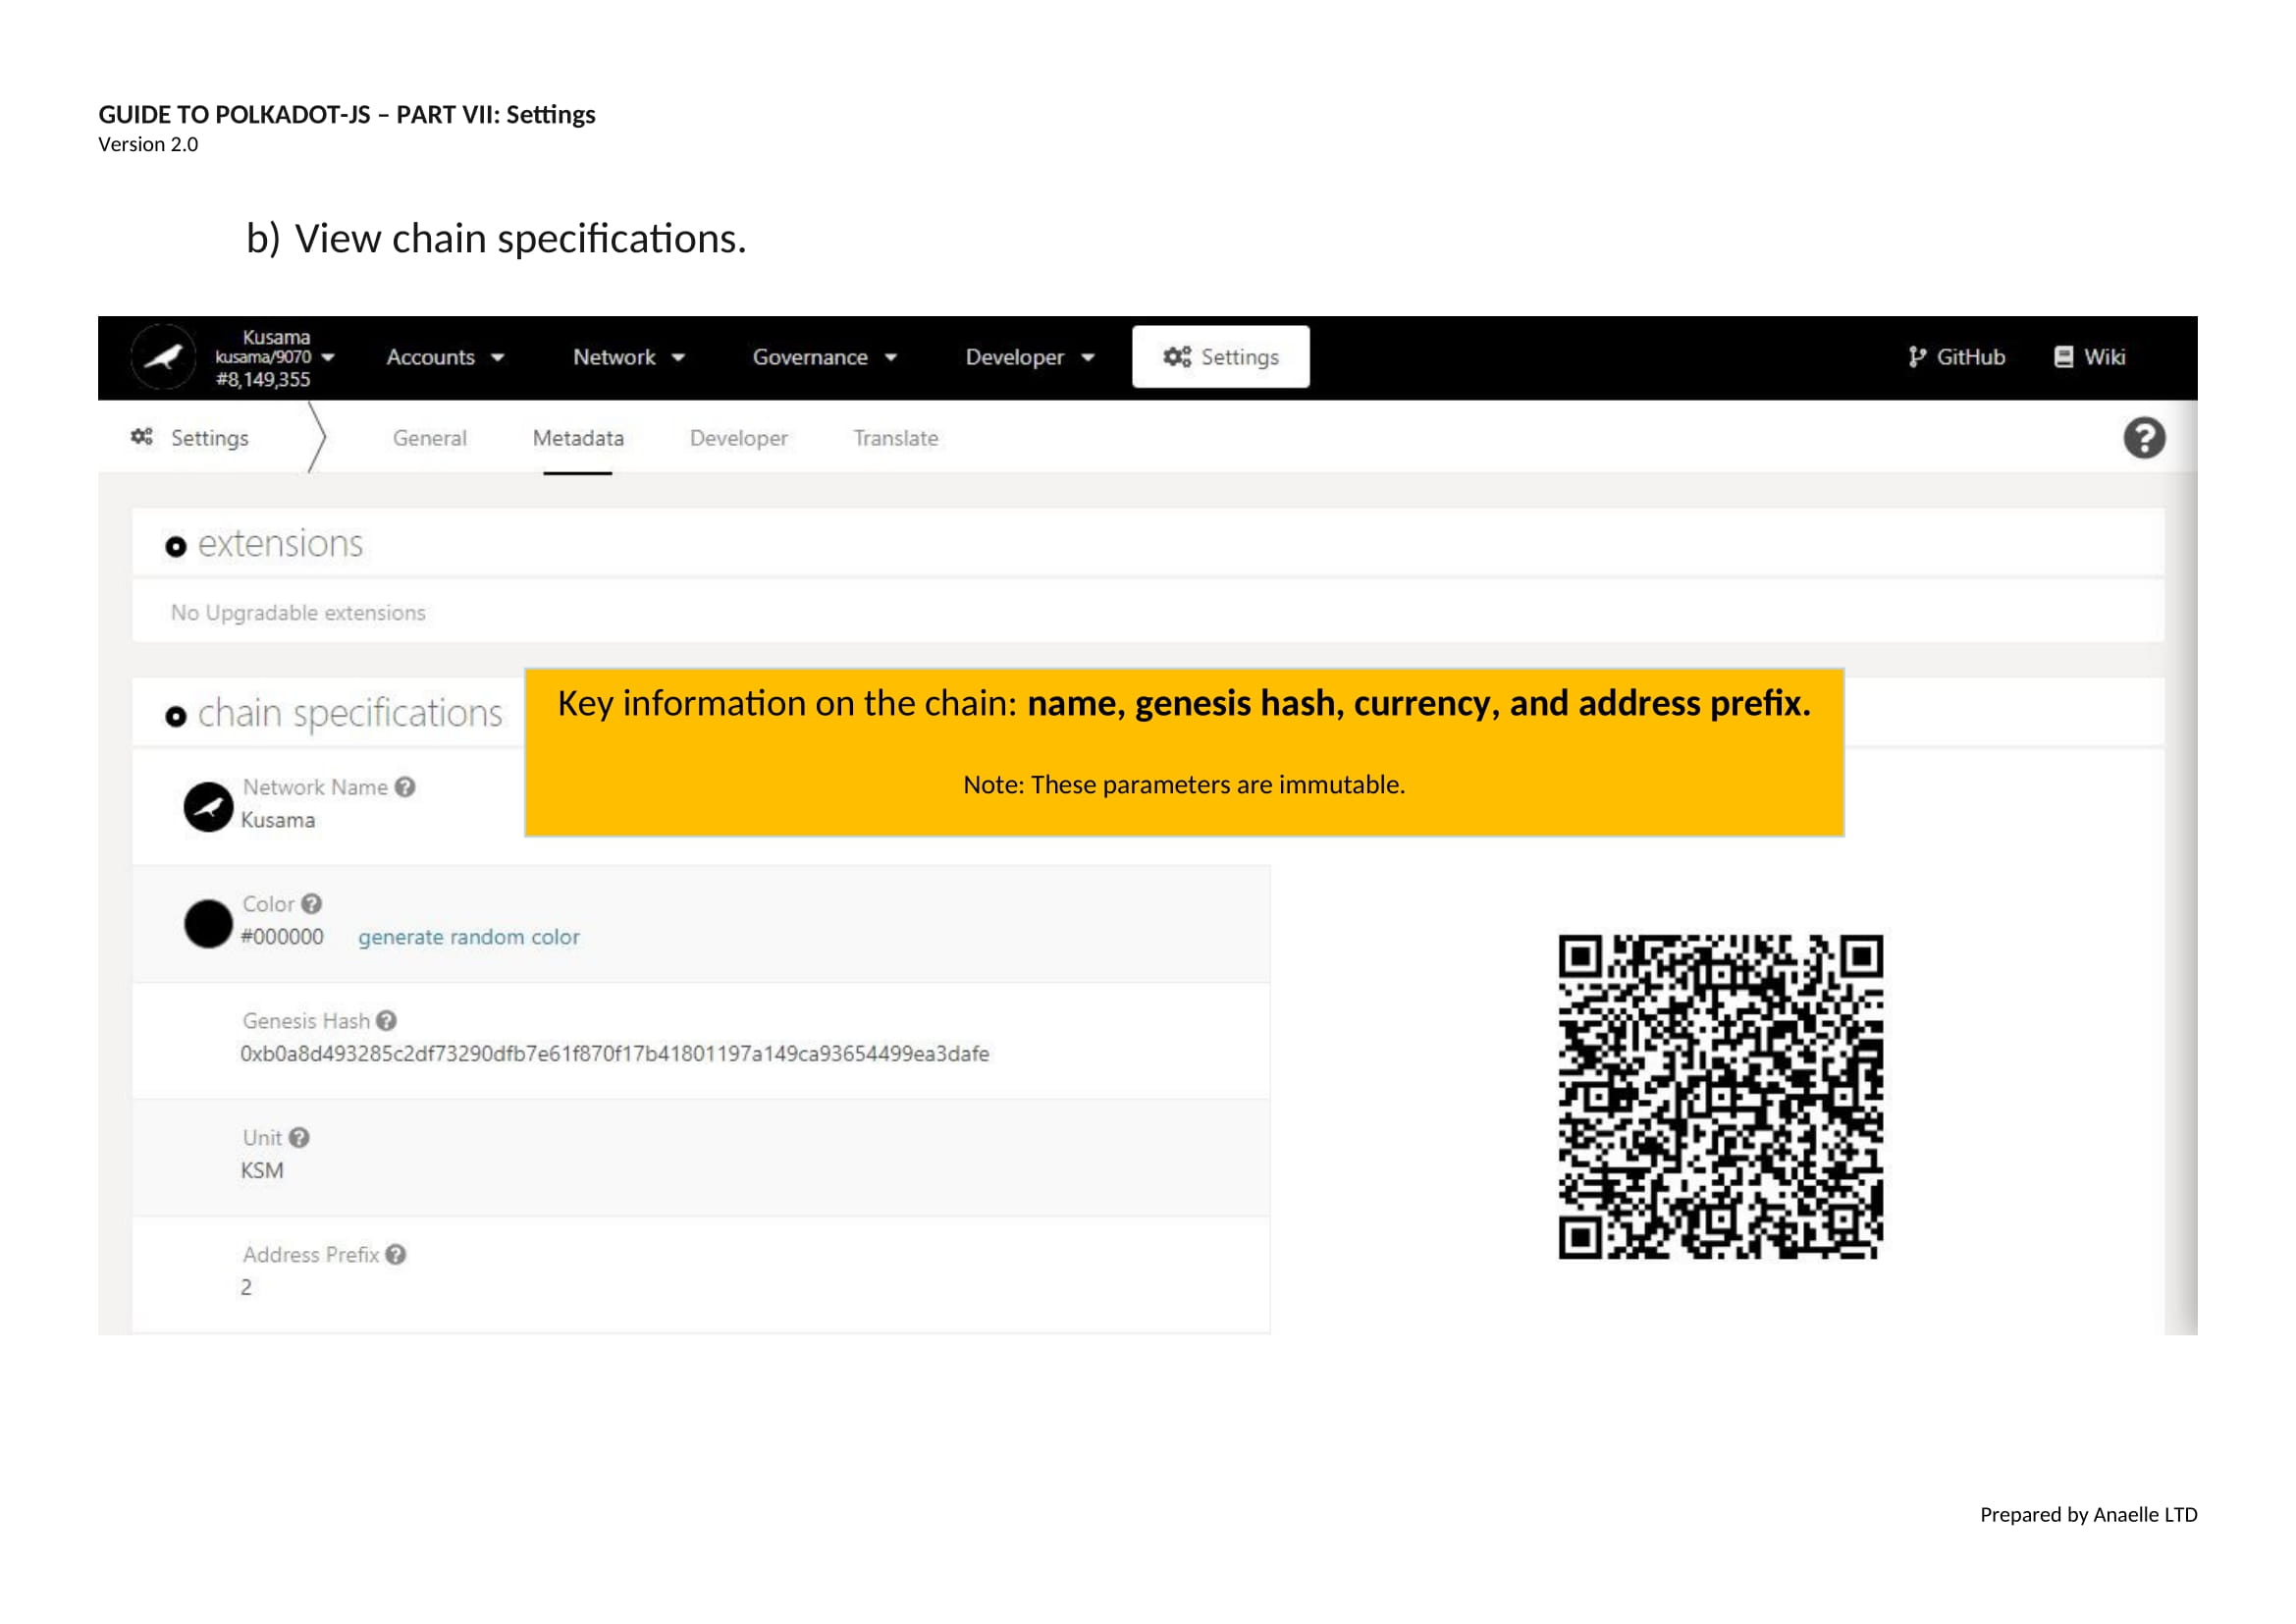 GUIDE TO POLKADOT-JS – PART VII: Settings
Version 2.0
b) View chain specifications.
Kusama
kusama/9070
#8,149,355
Accounts
Network
Governance
Developer
Settings
GitHub
Wiki
Settings
General
Metadata
Developer
Translate
extensions
No Upgradable extensions
chain specifications
Key information on the chain: name, genesis hash, currency, and address prefix.
Note: These parameters are immutable.
Network Name
Kusama
Color
#000000 generate random color
Genesis Hash
0xb0a8d493285c2df73290dfb7e61f870f17b41801197a149ca93654499ea3dafe
Unit
KSM
Address Prefix
2
Prepared by Anaelle LTD